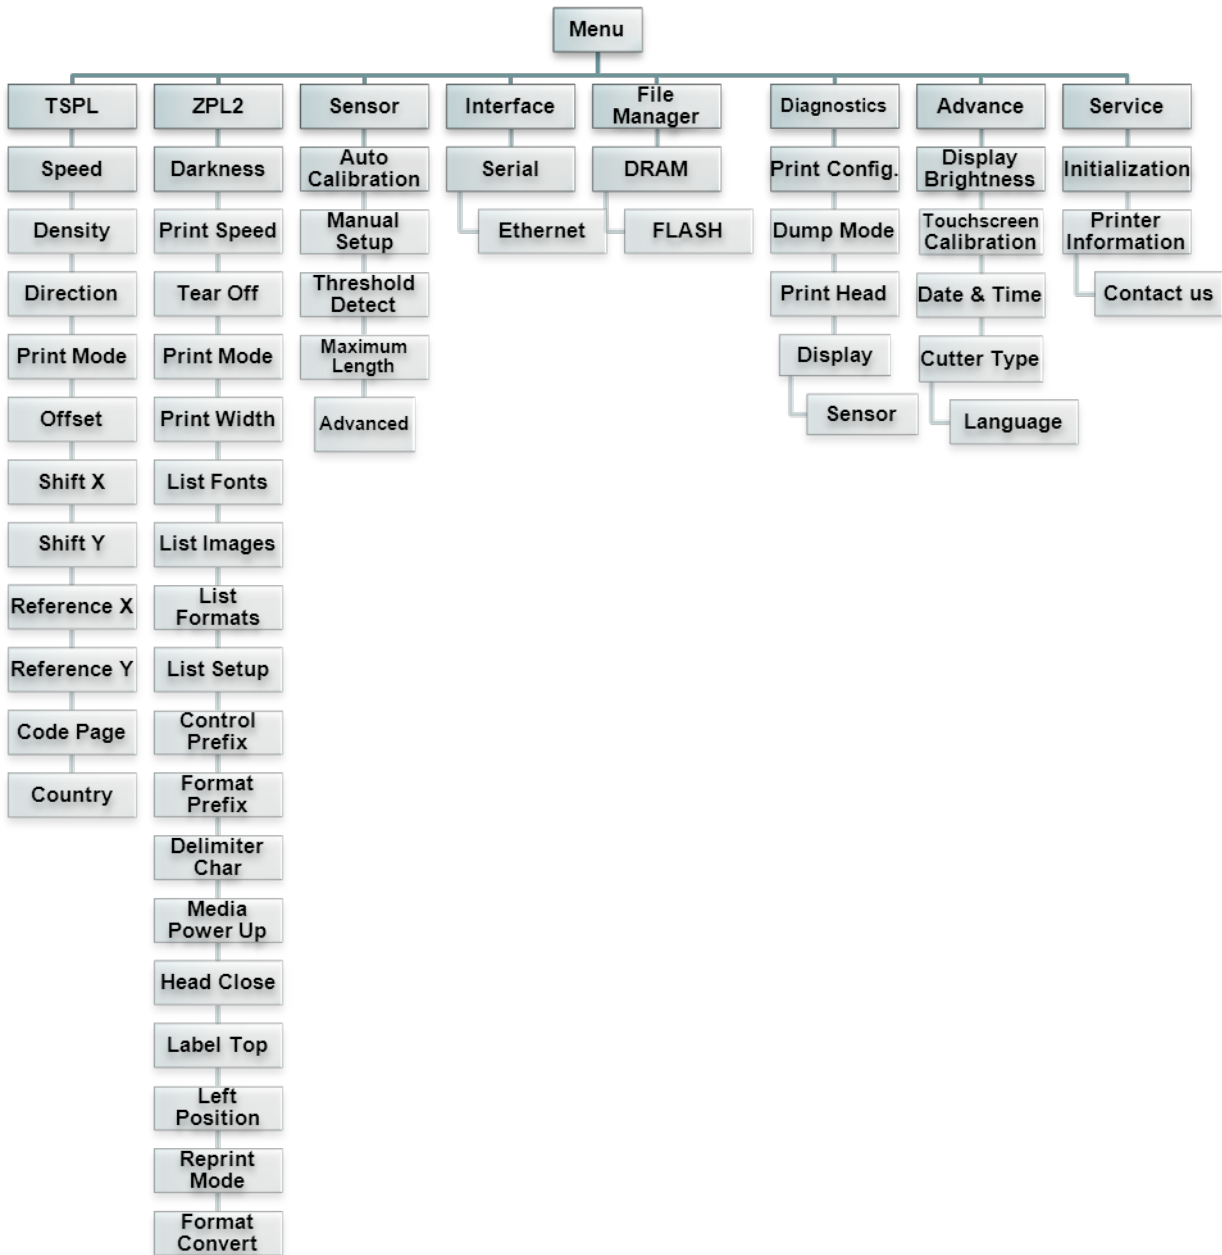 Menu
TSPL
Speed
Density
Direction
Print Mode
Offset
Shift X
Shift Y
Reference X
Reference Y
Code Page
Country
ZPL2
Darkness
Print Speed
Tear Off
Print Mode
Print Width
List Fonts
List Images
List
Formats
List Setup
Control
Prefix
Format
Prefix
Delimiter
Char
Media
Power Up
Head Close
Label Top
Left
Position
Reprint
Mode
Format
Convert
Sensor
Auto
Calibration
Manual
Setup
Threshold
Detect
Maximum
Length
Advanced
Interface
Serial
Ethernet
File
Manager
DRAM
FLASH
Diagnostics
Print Config.
Dump Mode
Print Head
Display
Sensor
Advance
Display
Brightness
Touchscreen
Calibration
Date & Time
Cutter Type
Language
Service
Initialization
Printer
Information
Contact us